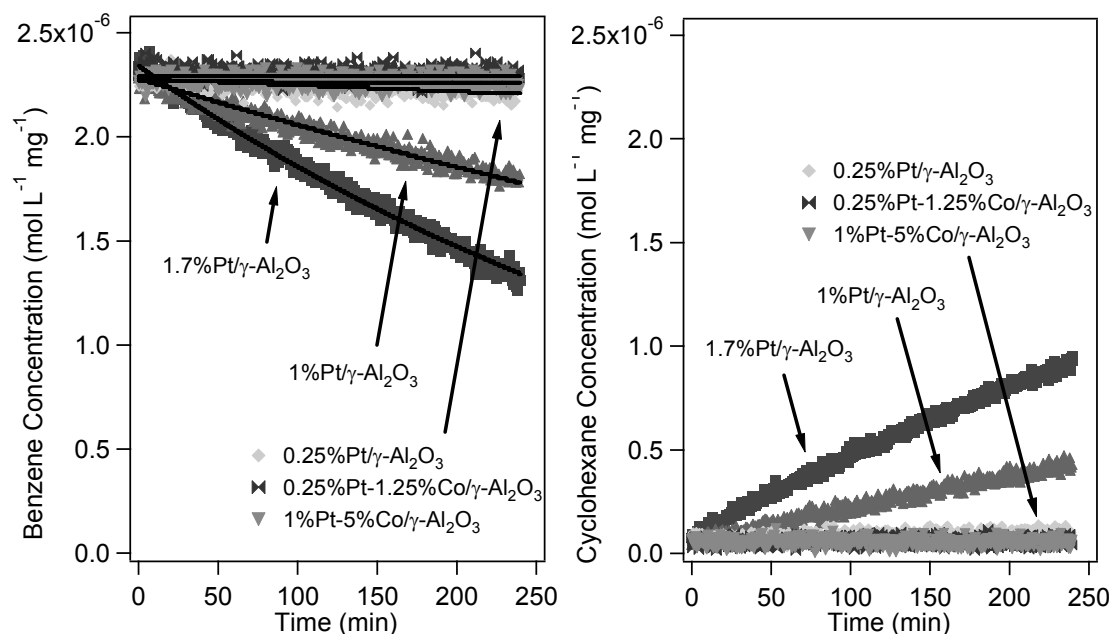 Benzene Concentration (mol L⁻¹ mg⁻¹)
2.5x10⁻⁶
2.0
1.5
1.0
0.5
0.0
1.7%Pt/γ-Al₂O₃
1%Pt/γ-Al₂O₃
0.25%Pt/γ-Al₂O₃
0.25%Pt-1.25%Co/γ-Al₂O₃
1%Pt-5%Co/γ-Al₂O₃
0 50 100 150 200 250
Time (min)
Cyclohexane Concentration (mol L⁻¹ mg⁻¹)
2.5x10⁻⁶
2.0
1.5
1.0
0.5
0.0
0.25%Pt/γ-Al₂O₃
0.25%Pt-1.25%Co/γ-Al₂O₃
1%Pt-5%Co/γ-Al₂O₃
1%Pt/γ-Al₂O₃
1.7%Pt/γ-Al₂O₃
0 50 100 150 200 250
Time (min)